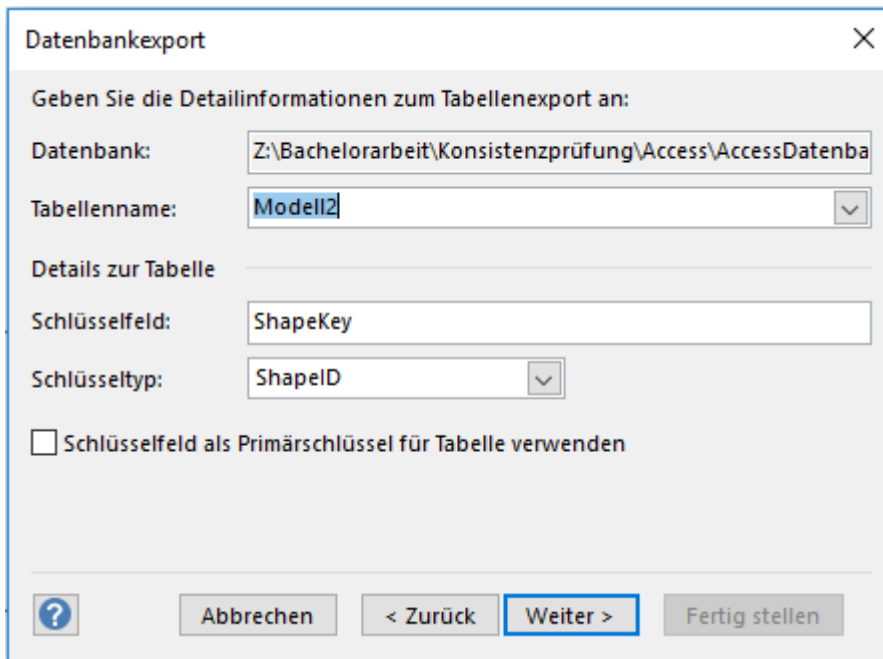 Datenbankexport
Geben Sie die Detailinformationen zum Tabellenexport an:
Datenbank: Z:\Bachelorarbeit\Konsistenzprüfung\Access\AccessDatenba
Tabellenname: Modell2
Details zur Tabelle
Schlüsselfeld: ShapeKey
Schlüsseltyp: ShapeID
Schlüsselfeld als Primärschlüssel für Tabelle verwenden
? Abbrechen < Zurück Weiter > Fertig stellen